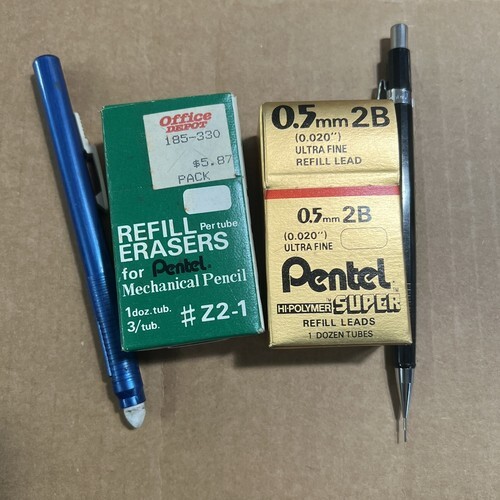 Office
DEPOT
185-330
$5.87
PACK
REFILL Per tube
ERASERS
for Pentel®
Mechanical Pencil
1 doz. tub.
3/tub. #Z2-1
0.5mm 2B
(0.020")
ULTRA FINE
REFILL LEAD
0.5mm 2B
(0.020")
ULTRA FINE
Pentel®
HI-POLYMER SUPER
REFILL LEADS
1 DOZEN TUBES